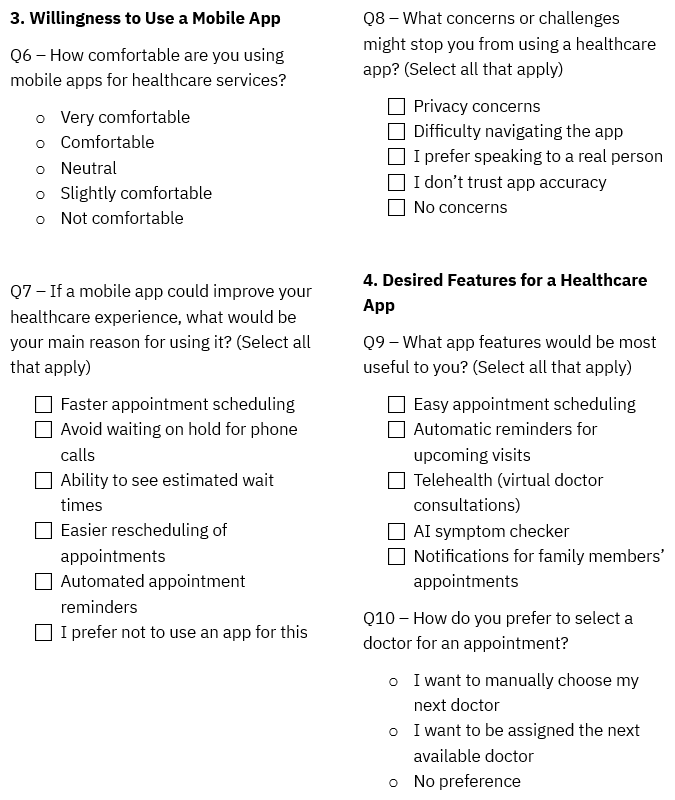 3. Willingness to Use a Mobile App
Q6 – How comfortable are you using
mobile apps for healthcare services?
o Very comfortable
o Comfortable
o Neutral
o Slightly comfortable
o Not comfortable
Q7 – If a mobile app could improve your
healthcare experience, what would be
your main reason for using it? (Select all
that apply)
☐ Faster appointment scheduling
☐ Avoid waiting on hold for phone
calls
☐ Ability to see estimated wait
times
☐ Easier rescheduling of
appointments
☐ Automated appointment
reminders
☐ I prefer not to use an app for this
Q8 – What concerns or challenges
might stop you from using a healthcare
app? (Select all that apply)
☐ Privacy concerns
☐ Difficulty navigating the app
☐ I prefer speaking to a real person
☐ I don’t trust app accuracy
☐ No concerns
4. Desired Features for a Healthcare
App
Q9 – What app features would be most
useful to you? (Select all that apply)
☐ Easy appointment scheduling
☐ Automatic reminders for
upcoming visits
☐ Telehealth (virtual doctor
consultations)
☐ AI symptom checker
☐ Notifications for family members’
appointments
Q10 – How do you prefer to select a
doctor for an appointment?
o I want to manually choose my
next doctor
o I want to be assigned the next
available doctor
o No preference